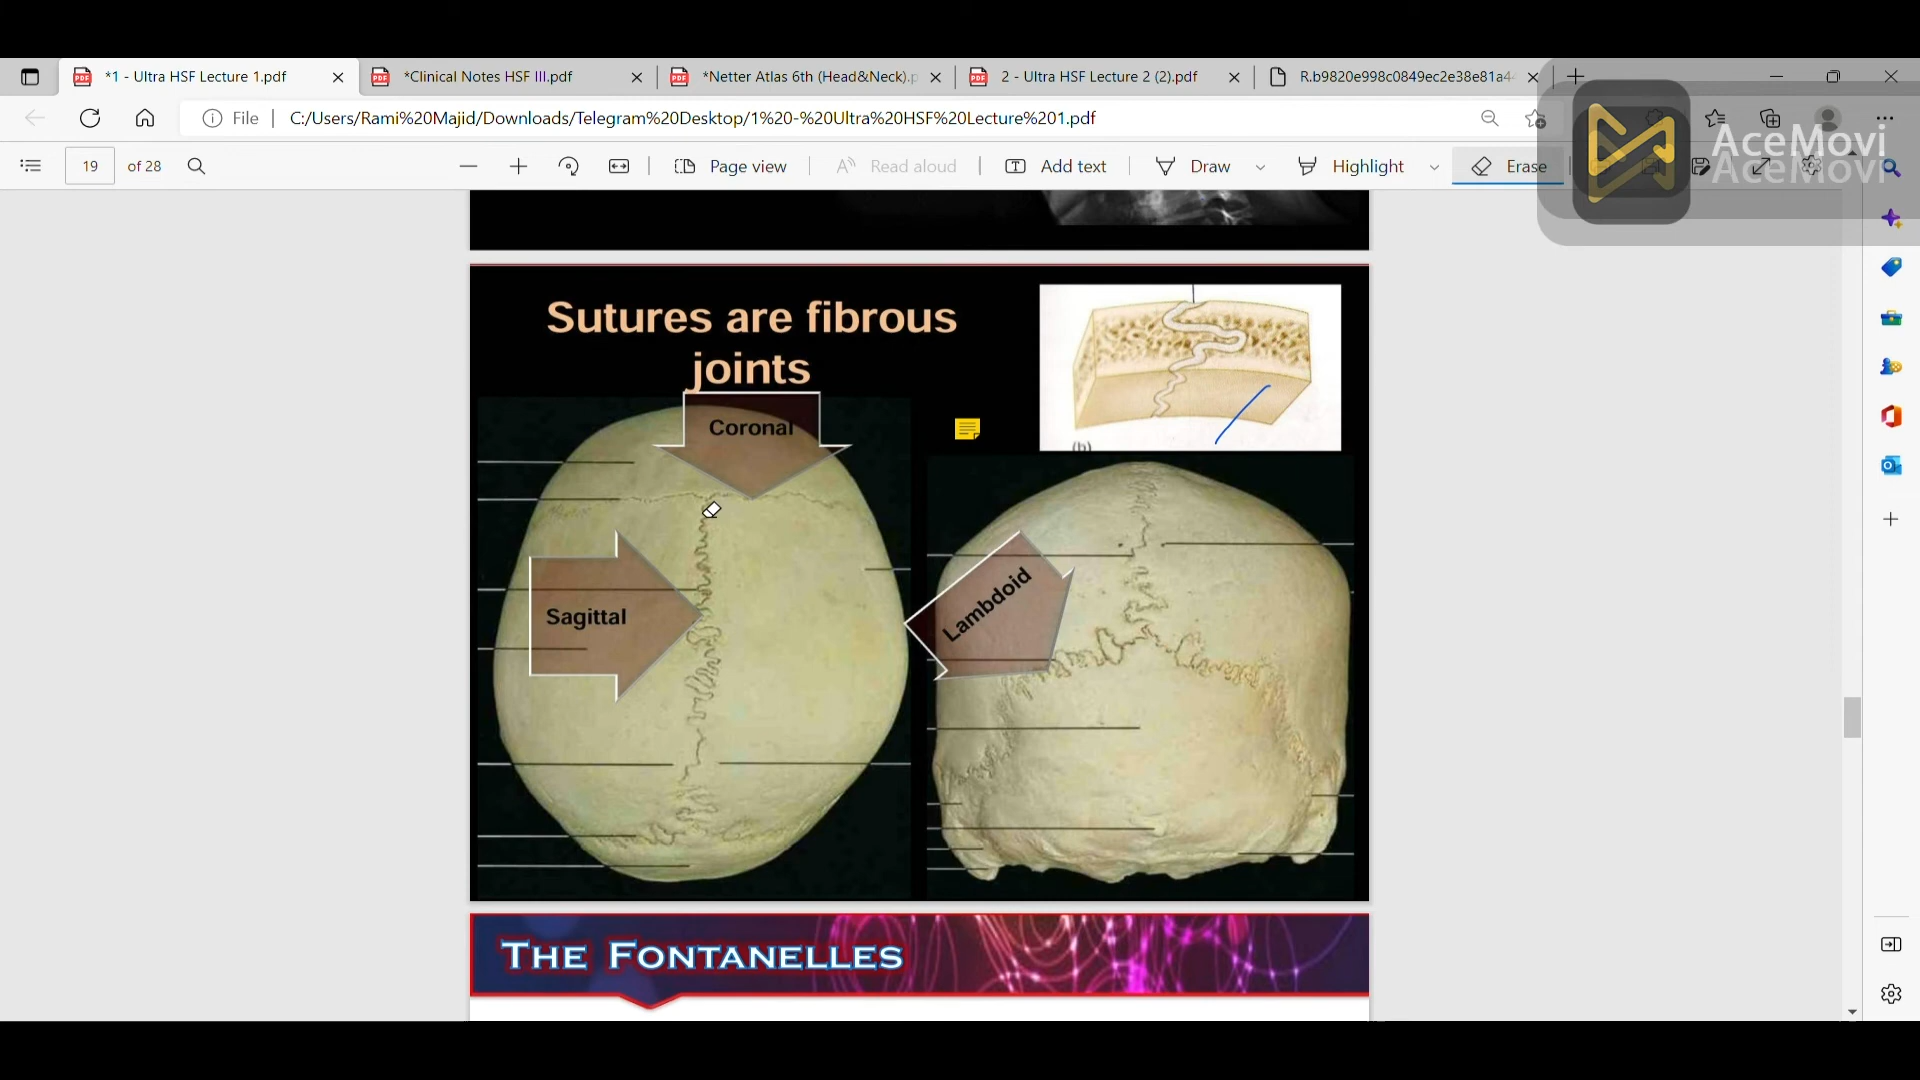 *1 - Ultra HSF Lecture 1.pdf
*Clinical Notes HSF III.pdf
*Netter Atlas 6th (Head&Neck).p
2 - Ultra HSF Lecture 2 (2).pdf
R.b9820e998c0849ec2e38e81a4
File
C:/Users/Rami%20Majid/Downloads/Telegram%20Desktop/1%20-%20Ultra%20HSF%20Lecture%201.pdf
AceMovi
AceMovi
19 of 28
Page view
Read aloud
Add text
Draw
Highlight
Erase
Sutures are fibrous
joints
(b)
Coronal
Sagittal
Lambdoid
THE FONTANELLES